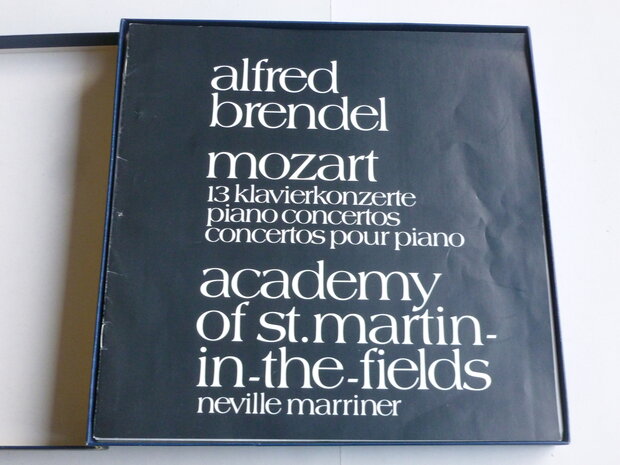 alfred
brendel
mozart
13 klavierkonzerte
piano concertos
concertos pour piano
academy
of st.martin-
in-the-fields
neville marriner